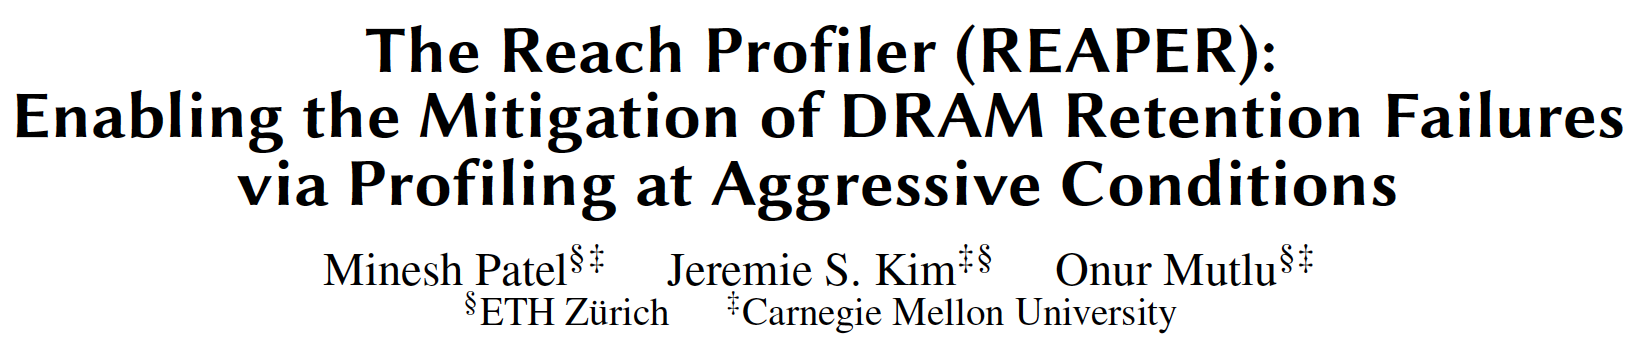 The Reach Profiler (REAPER):
Enabling the Mitigation of DRAM Retention Failures
via Profiling at Aggressive Conditions
Minesh Patel§‡ Jeremie S. Kim‡§ Onur Mutlu§‡
§ETH Zürich ‡Carnegie Mellon University